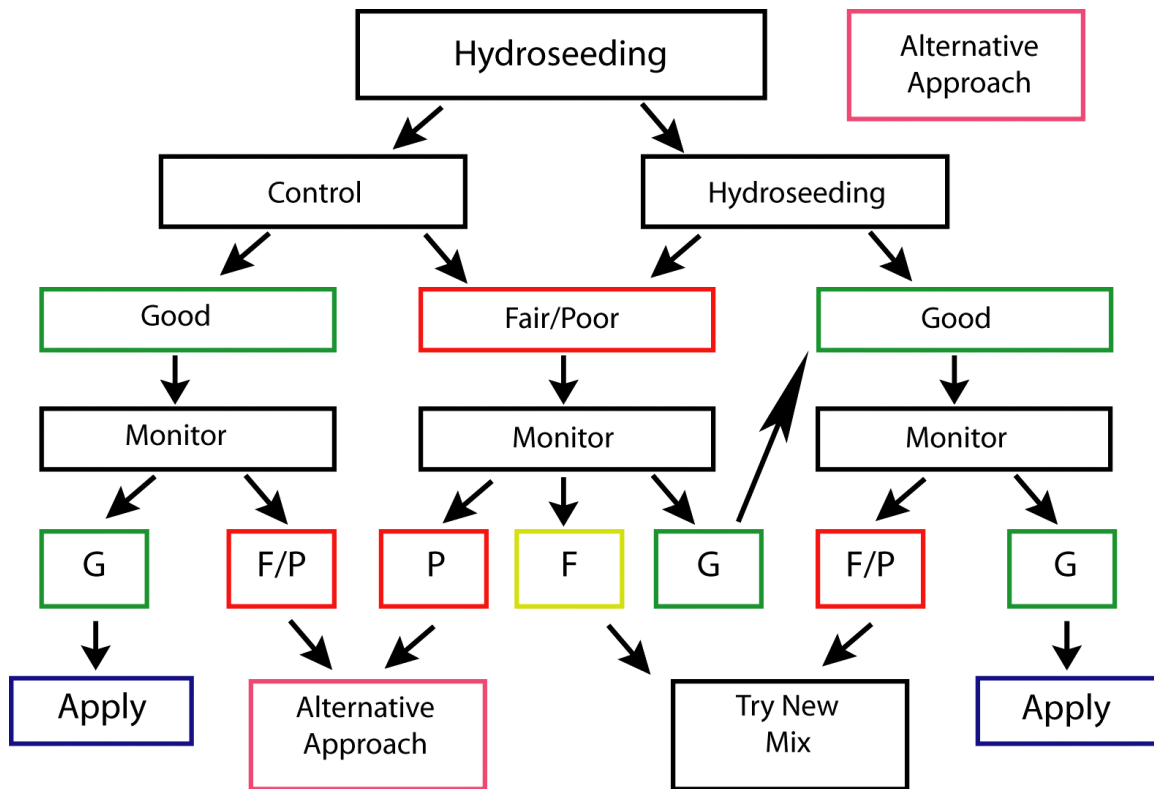 Hydroseeding
Alternative
Approach
Control
Hydroseeding
Good
Fair/Poor
Good
Monitor
Monitor
Monitor
G
F/P
P
F
G
F/P
G
Apply
Alternative
Approach
Try New
Mix
Apply